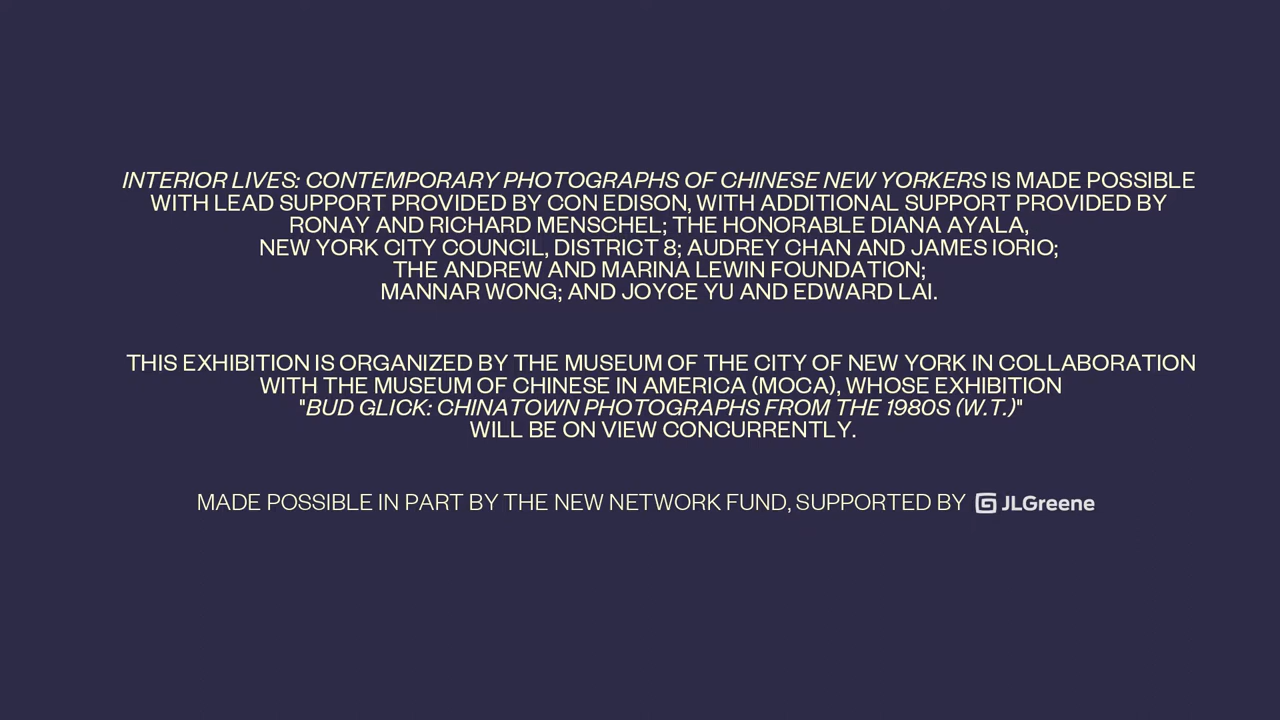 INTERIOR LIVES: CONTEMPORARY PHOTOGRAPHS OF CHINESE NEW YORKERS IS MADE POSSIBLE
WITH LEAD SUPPORT PROVIDED BY CON EDISON, WITH ADDITIONAL SUPPORT PROVIDED BY
RONAY AND RICHARD MENSCHEL; THE HONORABLE DIANA AYALA,
NEW YORK CITY COUNCIL, DISTRICT 8; AUDREY CHAN AND JAMES IORIO;
THE ANDREW AND MARINA LEWIN FOUNDATION;
MANNAR WONG; AND JOYCE YU AND EDWARD LAI.
THIS EXHIBITION IS ORGANIZED BY THE MUSEUM OF THE CITY OF NEW YORK IN COLLABORATION
WITH THE MUSEUM OF CHINESE IN AMERICA (MOCA), WHOSE EXHIBITION
"BUD GLICK: CHINATOWN PHOTOGRAPHS FROM THE 1980S (W.T.)"
WILL BE ON VIEW CONCURRENTLY.
MADE POSSIBLE IN PART BY THE NEW NETWORK FUND, SUPPORTED BY JLGreene